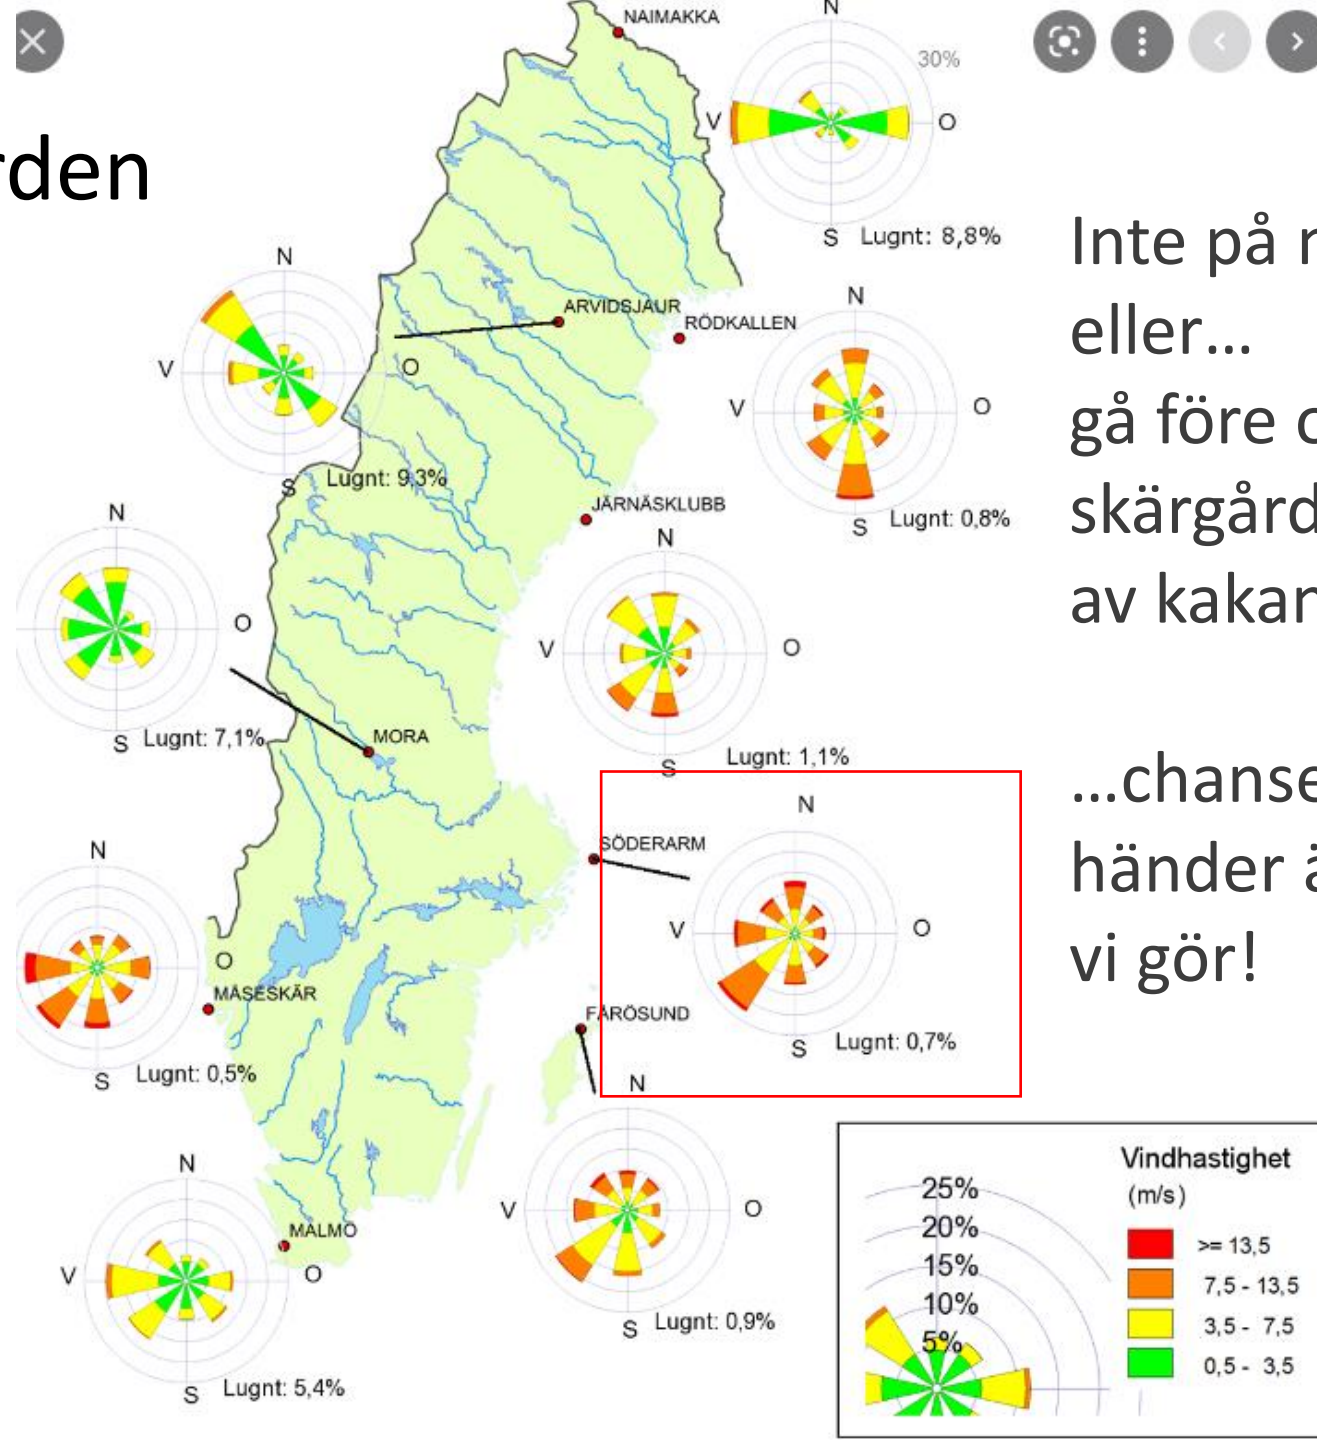 rden
NAIMAKKA
N
30%
V
O
S
Lugnt: 8,8%
N
V
O
S
Lugnt: 9,3%
ARVIDSJAUR
RÖDKALLEN
N
V
O
S
Lugnt: 0,8%
JÄRNÄSKLUBB
N
O
S
Lugnt: 7,1%
N
V
O
S
Lugnt: 1,1%
MORA
SÖDERARM
N
V
O
S
Lugnt: 0,7%
N
O
S
Lugnt: 0,5%
MÅSESKÄR
FÅRÖSUND
N
V
O
S
Lugnt: 0,9%
N
V
O
S
Lugnt: 5,4%
MALMÖ
Inte på
eller...
gå före
skärgård
av kakan
...chanse
händer
vi gör!
Vindhastighet
(m/s)
25%
20%
15%
10%
5%
>= 13,5
7,5 - 13,5
3,5 - 7,5
0,5 - 3,5